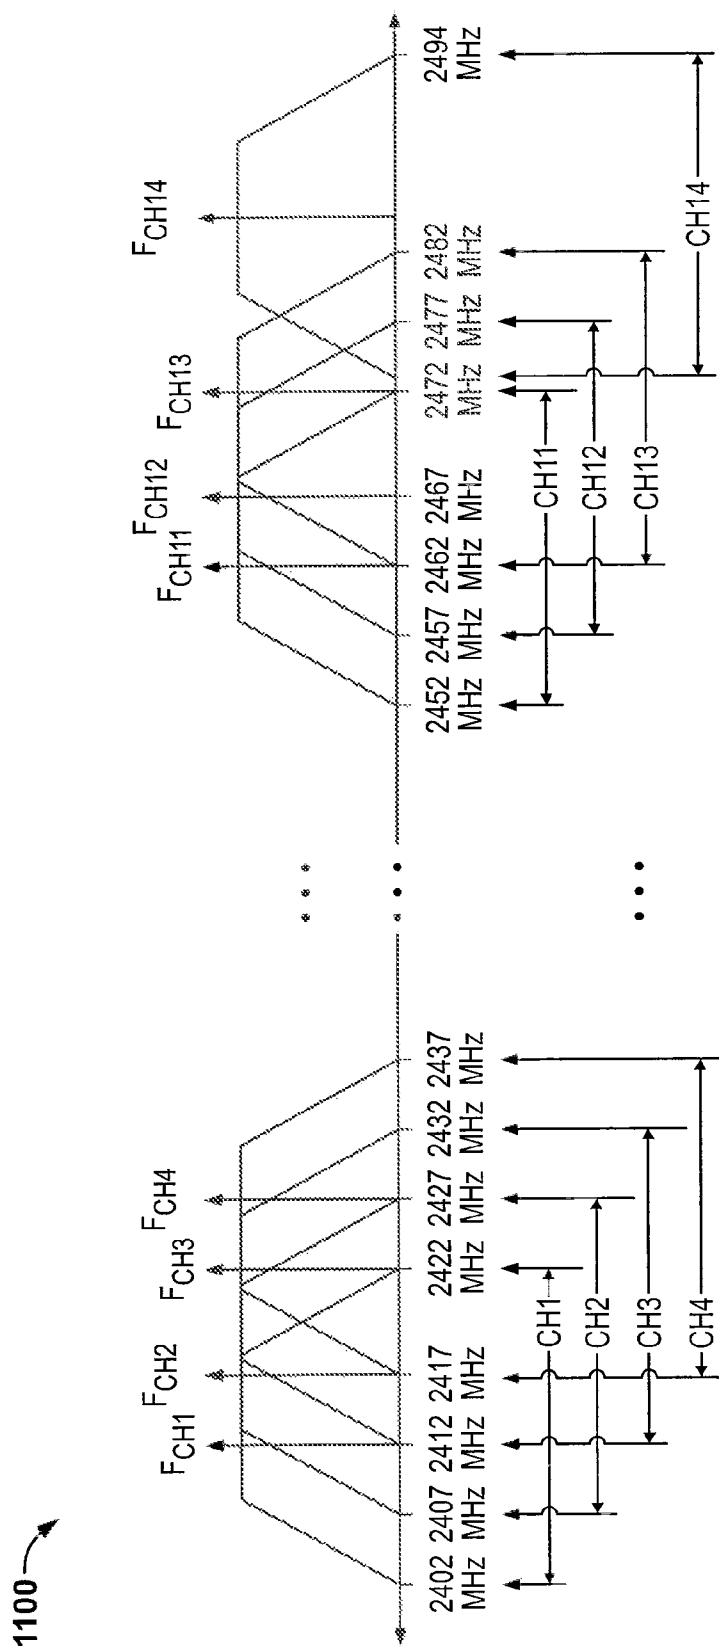 1100
F_CH1
F_CH2
F_CH3
F_CH4
F_CH11
F_CH12
F_CH13
F_CH14
2402 MHz
2407 MHz
2412 MHz
2417 MHz
2422 MHz
2427 MHz
2432 MHz
2437 MHz
2452 MHz
2457 MHz
2462 MHz
2467 MHz
2472 MHz
2477 MHz
2482 MHz
2494 MHz
CH1
CH2
CH3
CH4
CH11
CH12
CH13
CH14